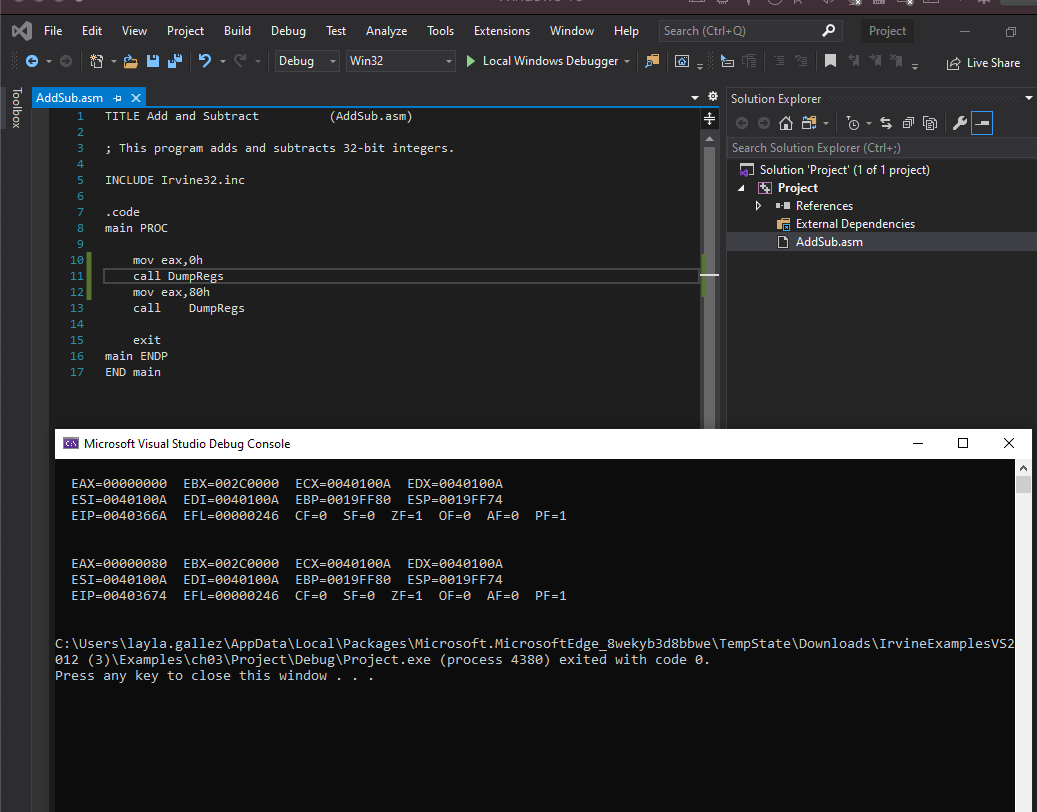 File Edit View Project Build Debug Test Analyze Tools Extensions Window Help Search (Ctrl+Q) Project
Debug Win32 Local Windows Debugger Live Share
Toolbox
AddSub.asm
1 TITLE Add and Subtract (AddSub.asm)
2
3 ; This program adds and subtracts 32-bit integers.
4
5 INCLUDE Irvine32.inc
6
7 .code
8 main PROC
9
10 mov eax,0h
11 call DumpRegs
12 mov eax,80h
13 call DumpRegs
14
15 exit
16 main ENDP
17 END main
Solution Explorer
Search Solution Explorer (Ctrl+;)
Solution 'Project' (1 of 1 project)
Project
References
External Dependencies
AddSub.asm
Microsoft Visual Studio Debug Console
EAX=00000000 EBX=002C0000 ECX=0040100A EDX=0040100A
ESI=0040100A EDI=0040100A EBP=0019FF80 ESP=0019FF74
EIP=0040366A EFL=00000246 CF=0 SF=0 ZF=1 OF=0 AF=0 PF=1
EAX=00000080 EBX=002C0000 ECX=0040100A EDX=0040100A
ESI=0040100A EDI=0040100A EBP=0019FF80 ESP=0019FF74
EIP=00403674 EFL=00000246 CF=0 SF=0 ZF=1 OF=0 AF=0 PF=1
C:\Users\layla.gallez\AppData\Local\Packages\Microsoft.MicrosoftEdge_8wekyb3d8bbwe\TempState\Downloads\IrvineExamplesVS2
012 (3)\Examples\ch03\Project\Debug\Project.exe (process 4380) exited with code 0.
Press any key to close this window . . .